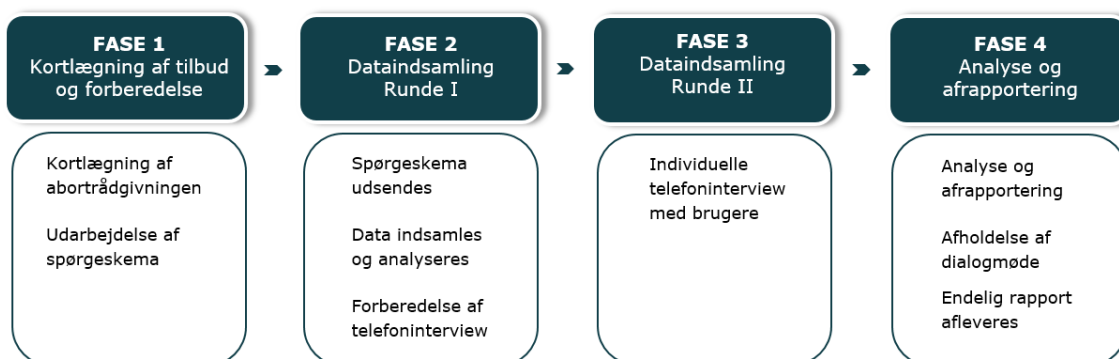 FASE 1
Kortlægning af tilbud
og forberedelse
Kortlægning af
abortrådgivningen
Udarbejdelse af
spørgeskema
FASE 2
Dataindsamling
Runde I
Spørgeskema
udsendes
Data indsamles
og analyseres
Forberedelse af
telefoninterview
FASE 3
Dataindsamling
Runde II
Individuelle
telefoninterview
med brugere
FASE 4
Analyse og
afrapportering
Analyse og
afrapportering
Afholdelse af
dialogmøde
Endelig rapport
afleveres